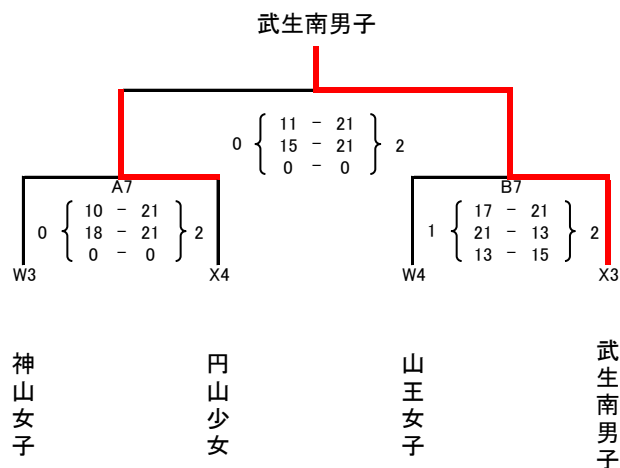 武生南男子
11 - 21
0 { 15 - 21 } 2
0 - 0
A7
B7
10 - 21
0 { 18 - 21 } 2
0 - 0
17 - 21
1 { 21 - 13 } 2
13 - 15
W3
X4
W4
X3
神山女子
円山少女
山王女子
武生南男子